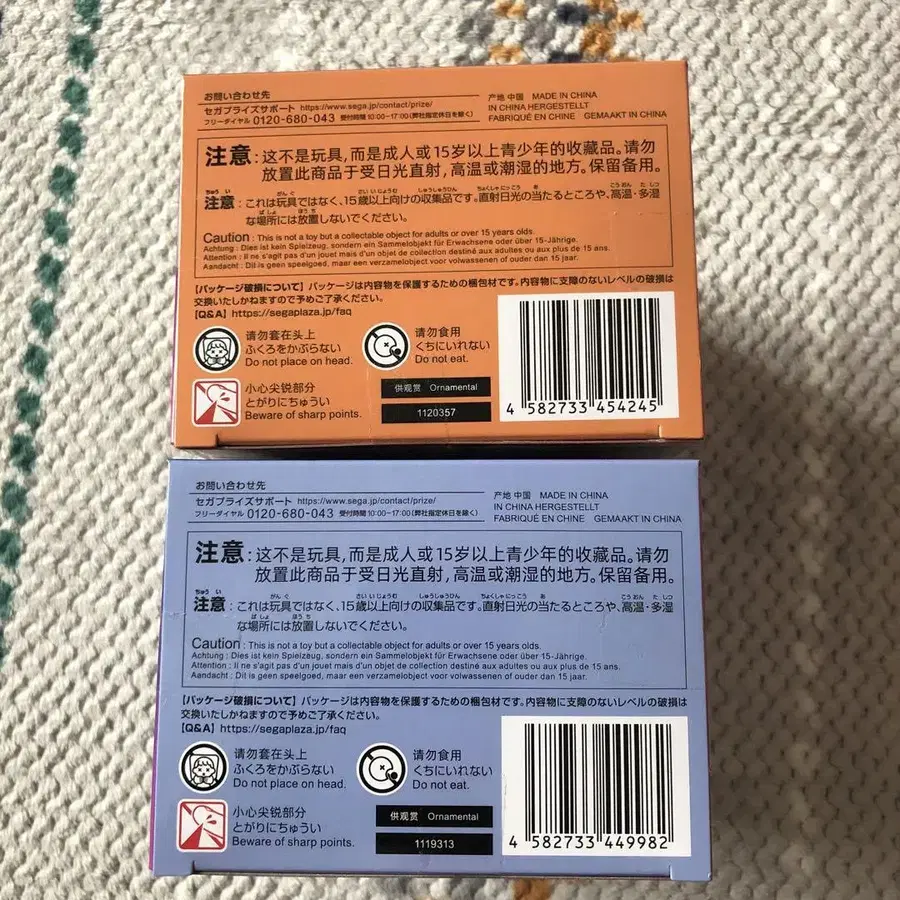 お問い合わせ先
セガプライズサポート https://www.sega.jp/contact/prize/
フリーダイヤル 0120-680-043 受付時間 10:00~17:00(弊社指定休日を除く)
产地 中国 MADE IN CHINA
IN CHINA HERGESTELLT
FABRIQUÉ EN CHINE GEMAAKT IN CHINA
注意:这不是玩具,而是成人或15岁以上青少年的收藏品。请勿
放置此商品于受日光直射,高温或潮湿的地方。保留备用。
注意:これは玩具ではなく、15歳以上向けの収集品です。直射日光の当たるところや、高温・多湿
な場所には放置しないでください。
Caution : This is not a toy but a collectable object for adults or over 15 years olds.
Achtung : Dies ist kein Spielzeug, sondern ein Sammelobjekt für Erwachsene oder über 15-Jährige.
Attention : Il ne s'agit pas d'un jouet mais d'un objet de collection destiné aux adultes ou aux plus de 15 ans.
Aandacht : Dit is geen speelgoed, maar een verzamelobject voor volwassenen of ouder dan 15 jaar.
【パッケージ破損について】パッケージは内容物を保護するための梱包材です。内容物に支障のないレベルの破損は
交換いたしかねますので予めご了承ください。
【Q&A】https://segaplaza.jp/faq
请勿套在头上
ふくろをかぶらない
Do not place on head.
请勿食用
くちにいれない
Do not eat.
小心尖锐部分
とがりにちゅうい
Beware of sharp points.
供观赏 Ornamental
1120357
4 582733 454245
お問い合わせ先
セガプライズサポート https://www.sega.jp/contact/prize/
フリーダイヤル 0120-680-043 受付時間 10:00~17:00(弊社指定休日を除く)
产地 中国 MADE IN CHINA
IN CHINA HERGESTELLT
FABRIQUÉ EN CHINE GEMAAKT IN CHINA
注意:这不是玩具,而是成人或15岁以上青少年的收藏品。请勿
放置此商品于受日光直射,高温或潮湿的地方。保留备用。
注意:これは玩具ではなく、15歳以上向けの収集品です。直射日光の当たるところや、高温・多湿
な場所には放置しないでください。
Caution : This is not a toy but a collectable object for adults or over 15 years olds.
Achtung : Dies ist kein Spielzeug, sondern ein Sammelobjekt für Erwachsene oder über 15-Jährige.
Attention : Il ne s'agit pas d'un jouet mais d'un objet de collection destiné aux adultes ou aux plus de 15 ans.
Aandacht : Dit is geen speelgoed, maar een verzamelobject voor volwassenen of ouder dan 15 jaar.
【パッケージ破損について】パッケージは内容物を保護するための梱包材です。内容物に支障のないレベルの破損は
交換いたしかねますので予めご了承ください。
【Q&A】https://segaplaza.jp/faq
请勿套在头上
ふくろをかぶらない
Do not place on head.
请勿食用
くちにいれない
Do not eat.
小心尖锐部分
とがりにちゅうい
Beware of sharp points.
供观赏 Ornamental
1119313
4 582733 449982